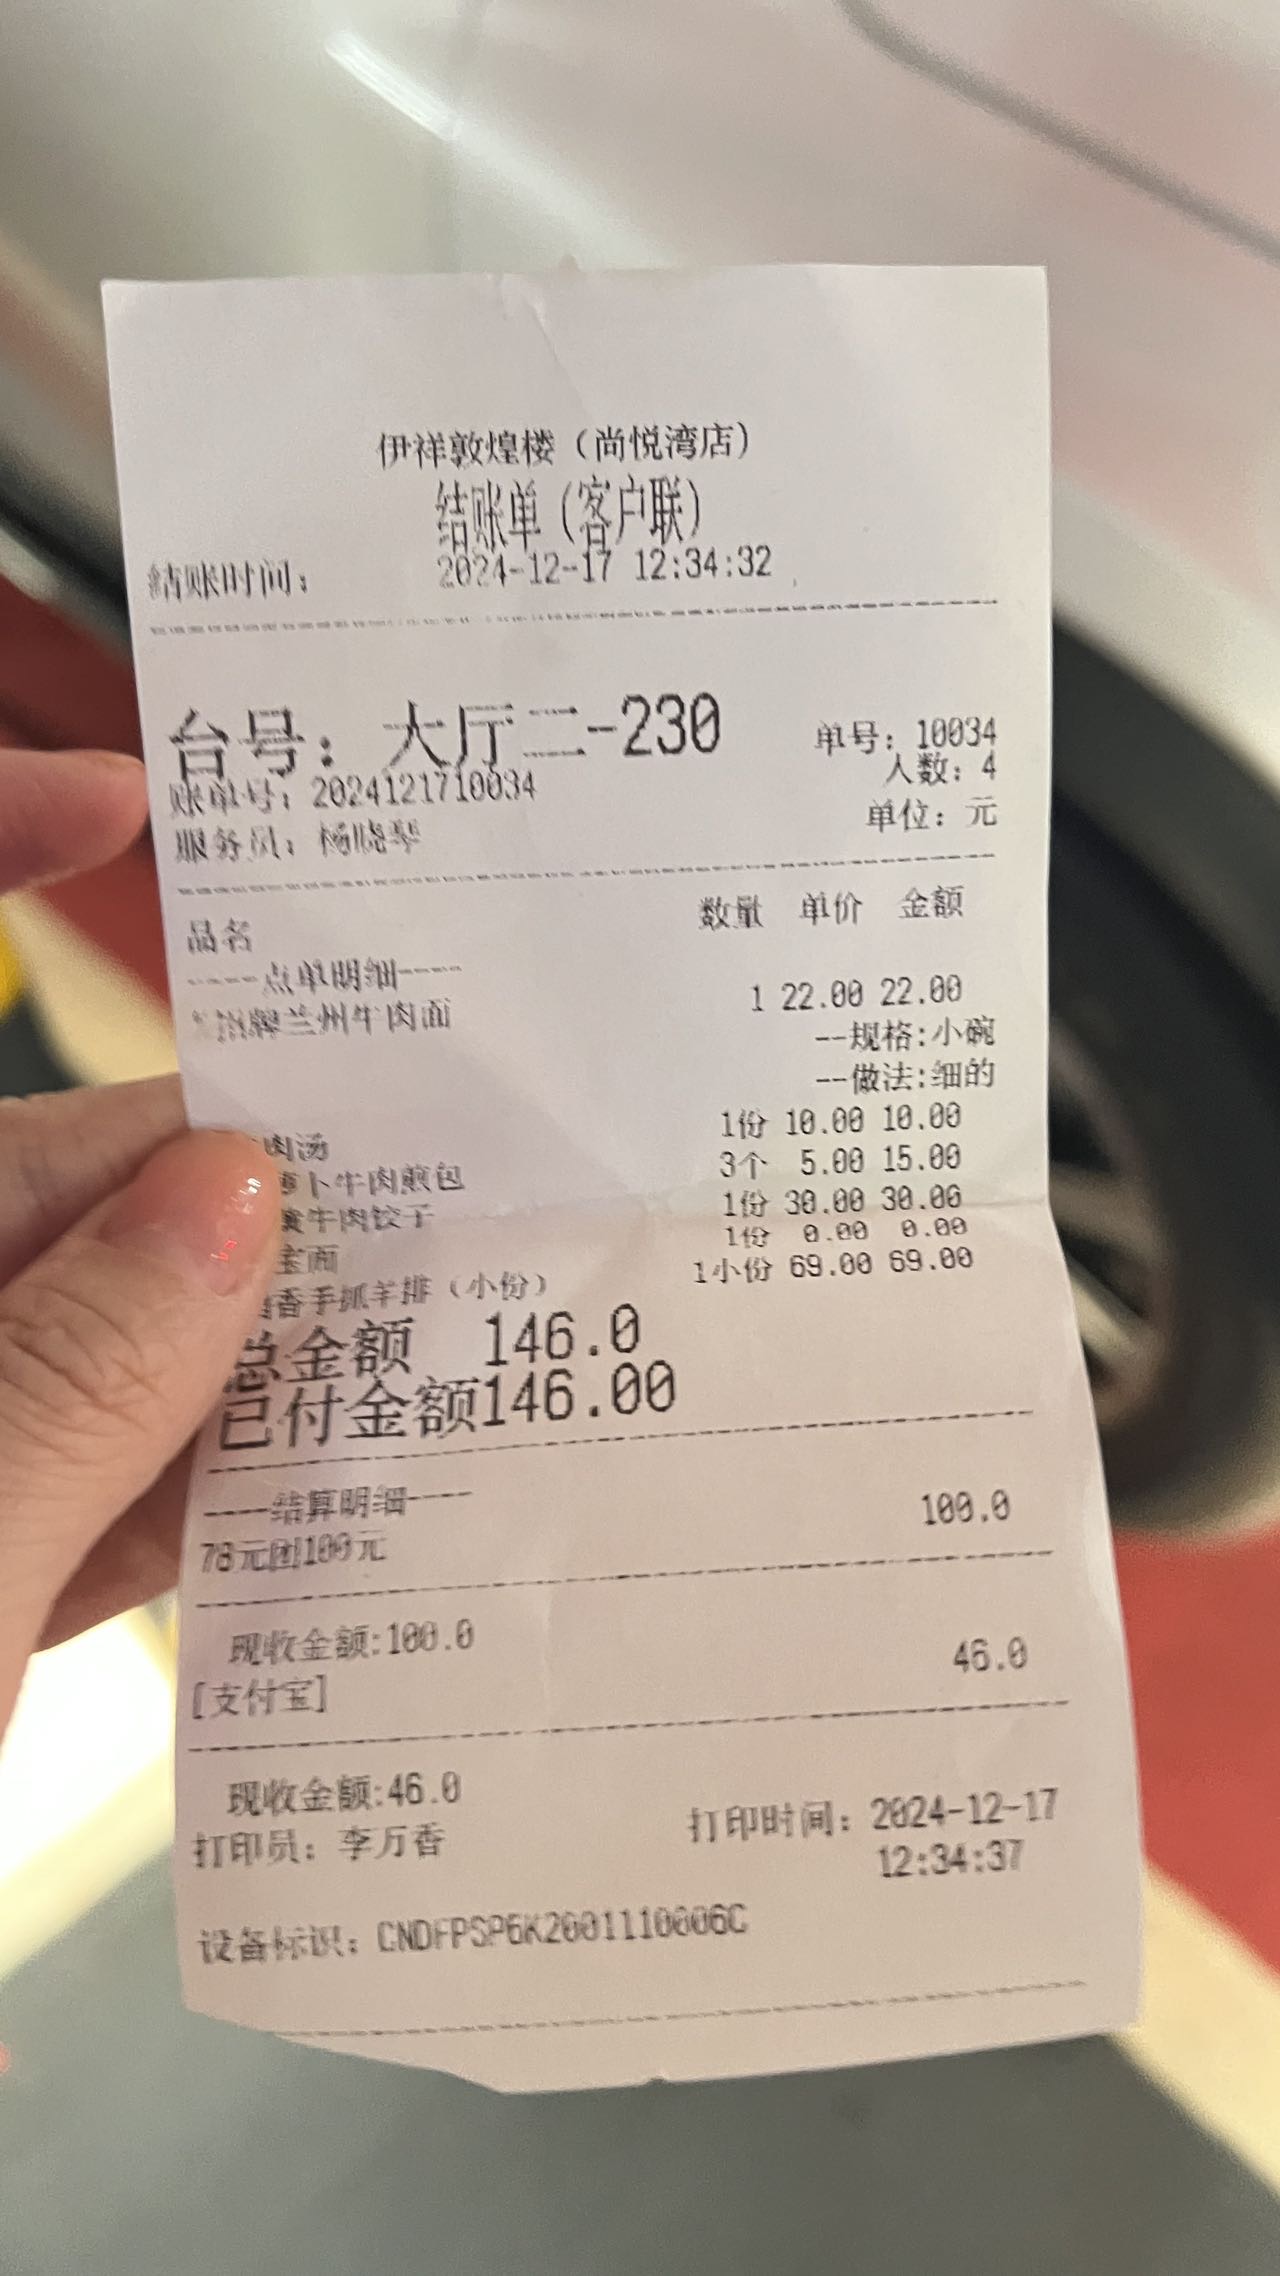 伊祥敦煌楼（尚悦湾店）
结账单（客户联）
结账时间： 2024-12-17 12:34:32
台号： 大厅二-230 单号：10034
人数：4
账单号：2024121710034
单位：元
服务员：杨晓琴
品名 数量 单价 金额
-----点单明细----
招牌兰州牛肉面 1 22.00 22.00
--规格:小碗
--做法:细的
肉汤 1份 10.00 10.00
萝卜牛肉煎包 3个 5.00 15.00
牛肉饺子 1份 30.00 30.00
宝面 1份 0.00 0.00
香手抓羊排（小份） 1小份 69.00 69.00
总金额 146.0
已付金额146.00
----结算明细----
78元团100元 100.0
现收金额:100.0
[支付宝] 46.0
现收金额:46.0
打印员：李万香 打印时间：2024-12-17
12:34:37
设备标识：CNDFPSP6K2001110006C